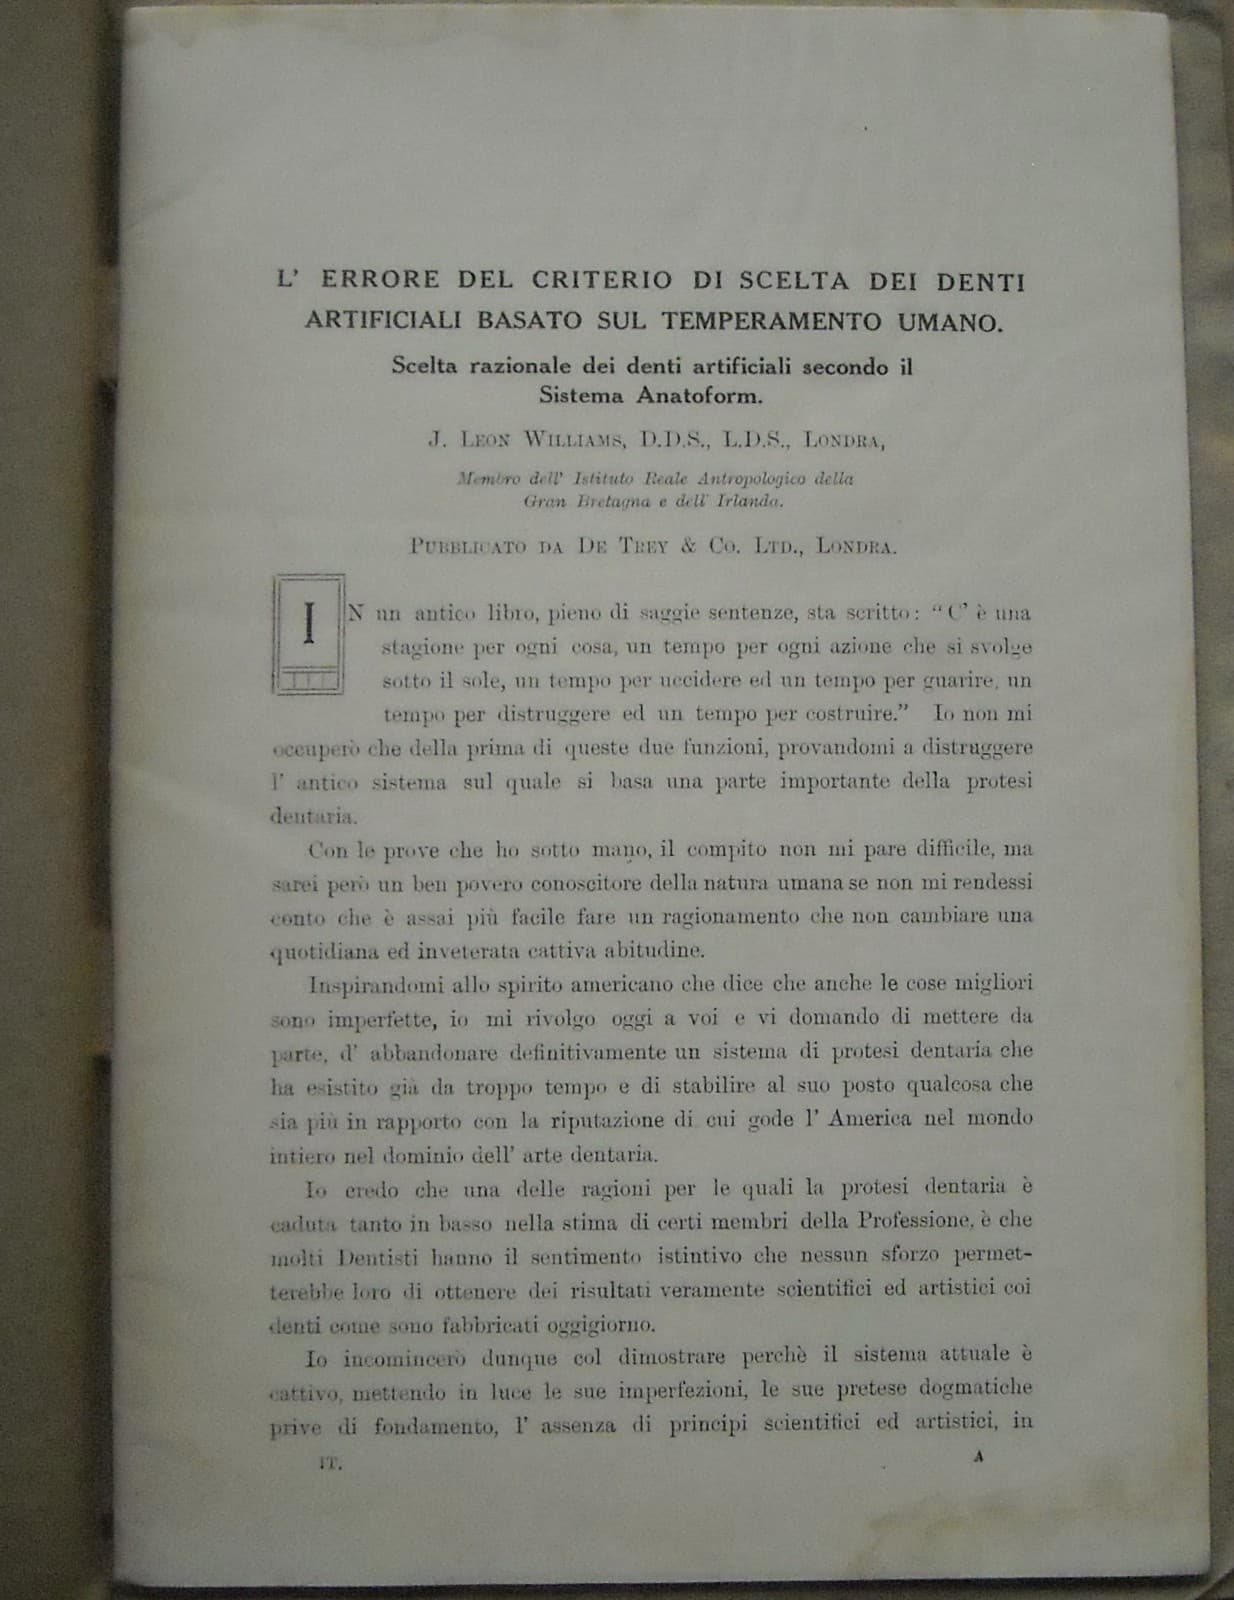 L' ERRORE DEL CRITERIO DI SCELTA DEI DENTI
ARTIFICIALI BASATO SUL TEMPERAMENTO UMANO.
Scelta razionale dei denti artificiali secondo il
Sistema Anatoform.
J. LEON WILLIAMS, D.D.S., L.D.S., LONDRA,
Membro dell' Istituto Reale Antropologico della
Gran Bretagna e dell' Irlanda.
PUBBLICATO DA DE TREY & CO. LTD., LONDRA.
IN un antico libro, pieno di saggie sentenze, sta scritto: "C' è una
stagione per ogni cosa, un tempo per ogni azione che si svolge
sotto il sole, un tempo per uccidere ed un tempo per guarire, un
tempo per distruggere ed un tempo per costruire." Io non mi
occuperò che della prima di queste due funzioni, provandomi a distruggere
l' antico sistema sul quale si basa una parte importante della protesi
dentaria.
Con le prove che ho sotto mano, il compito non mi pare difficile, ma
sarei però un ben povero conoscitore della natura umana se non mi rendessi
conto che è assai più facile fare un ragionamento che non cambiare una
quotidiana ed inveterata cattiva abitudine.
Inspirandomi allo spirito americano che dice che anche le cose migliori
sono imperfette, io mi rivolgo oggi a voi e vi domando di mettere da
parte, d' abbandonare definitivamente un sistema di protesi dentaria che
ha esistito già da troppo tempo e di stabilire al suo posto qualcosa che
sia più in rapporto con la riputazione di cui gode l' America nel mondo
intiero nel dominio dell' arte dentaria.
Io credo che una delle ragioni per le quali la protesi dentaria è
caduta tanto in basso nella stima di certi membri della Professione, è che
molti Dentisti hanno il sentimento istintivo che nessun sforzo permet-
terebbe loro di ottenere dei risultati veramente scientifici ed artistici coi
denti come sono fabbricati oggigiorno.
Io incomincerò dunque col dimostrare perchè il sistema attuale è
cattivo, mettendo in luce le sue imperfezioni, le sue pretese dogmatiche
prive di fondamento, l' assenza di principi scientifici ed artistici, in
IT. A